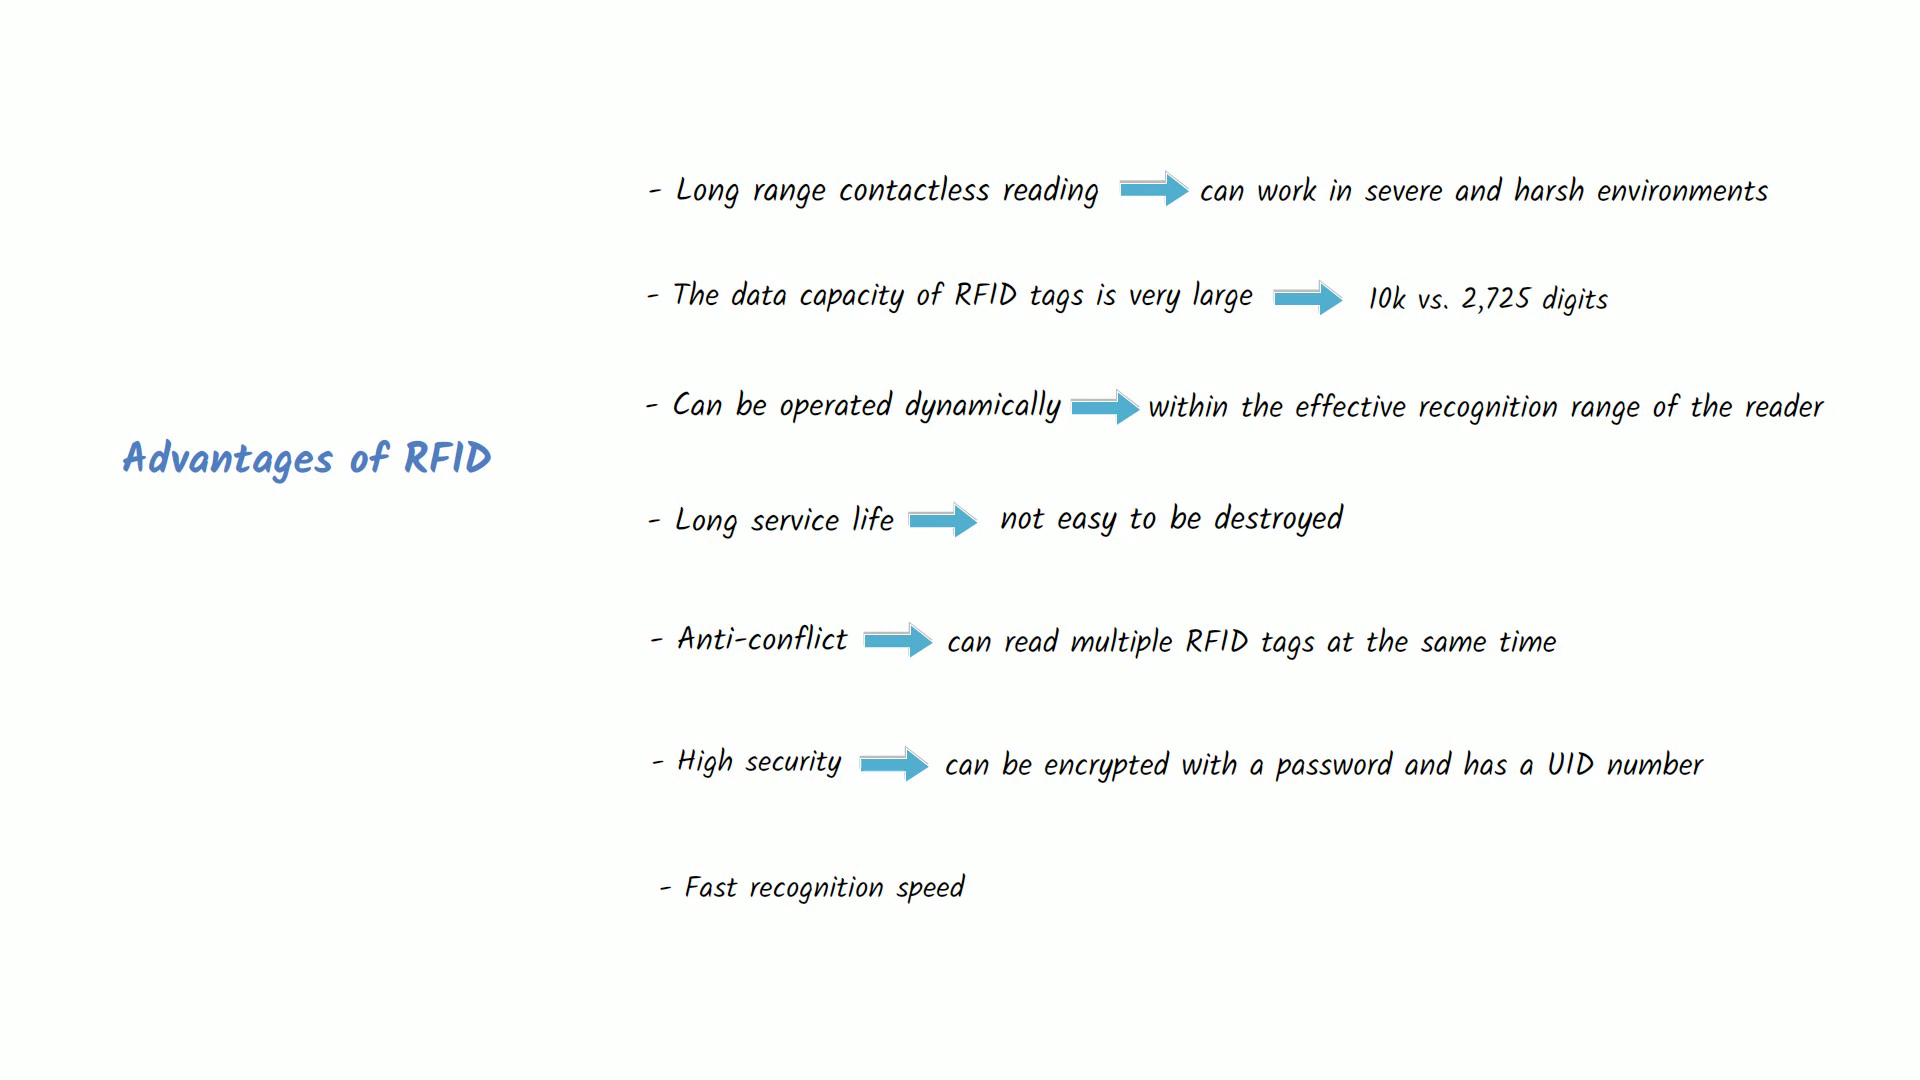 Advantages of RFID
- Long range contactless reading can work in severe and harsh environments
- The data capacity of RFID tags is very large 10k vs. 2,725 digits
- Can be operated dynamically within the effective recognition range of the reader
- Long service life not easy to be destroyed
- Anti-conflict can read multiple RFID tags at the same time
- High security can be encrypted with a password and has a UID number
- Fast recognition speed